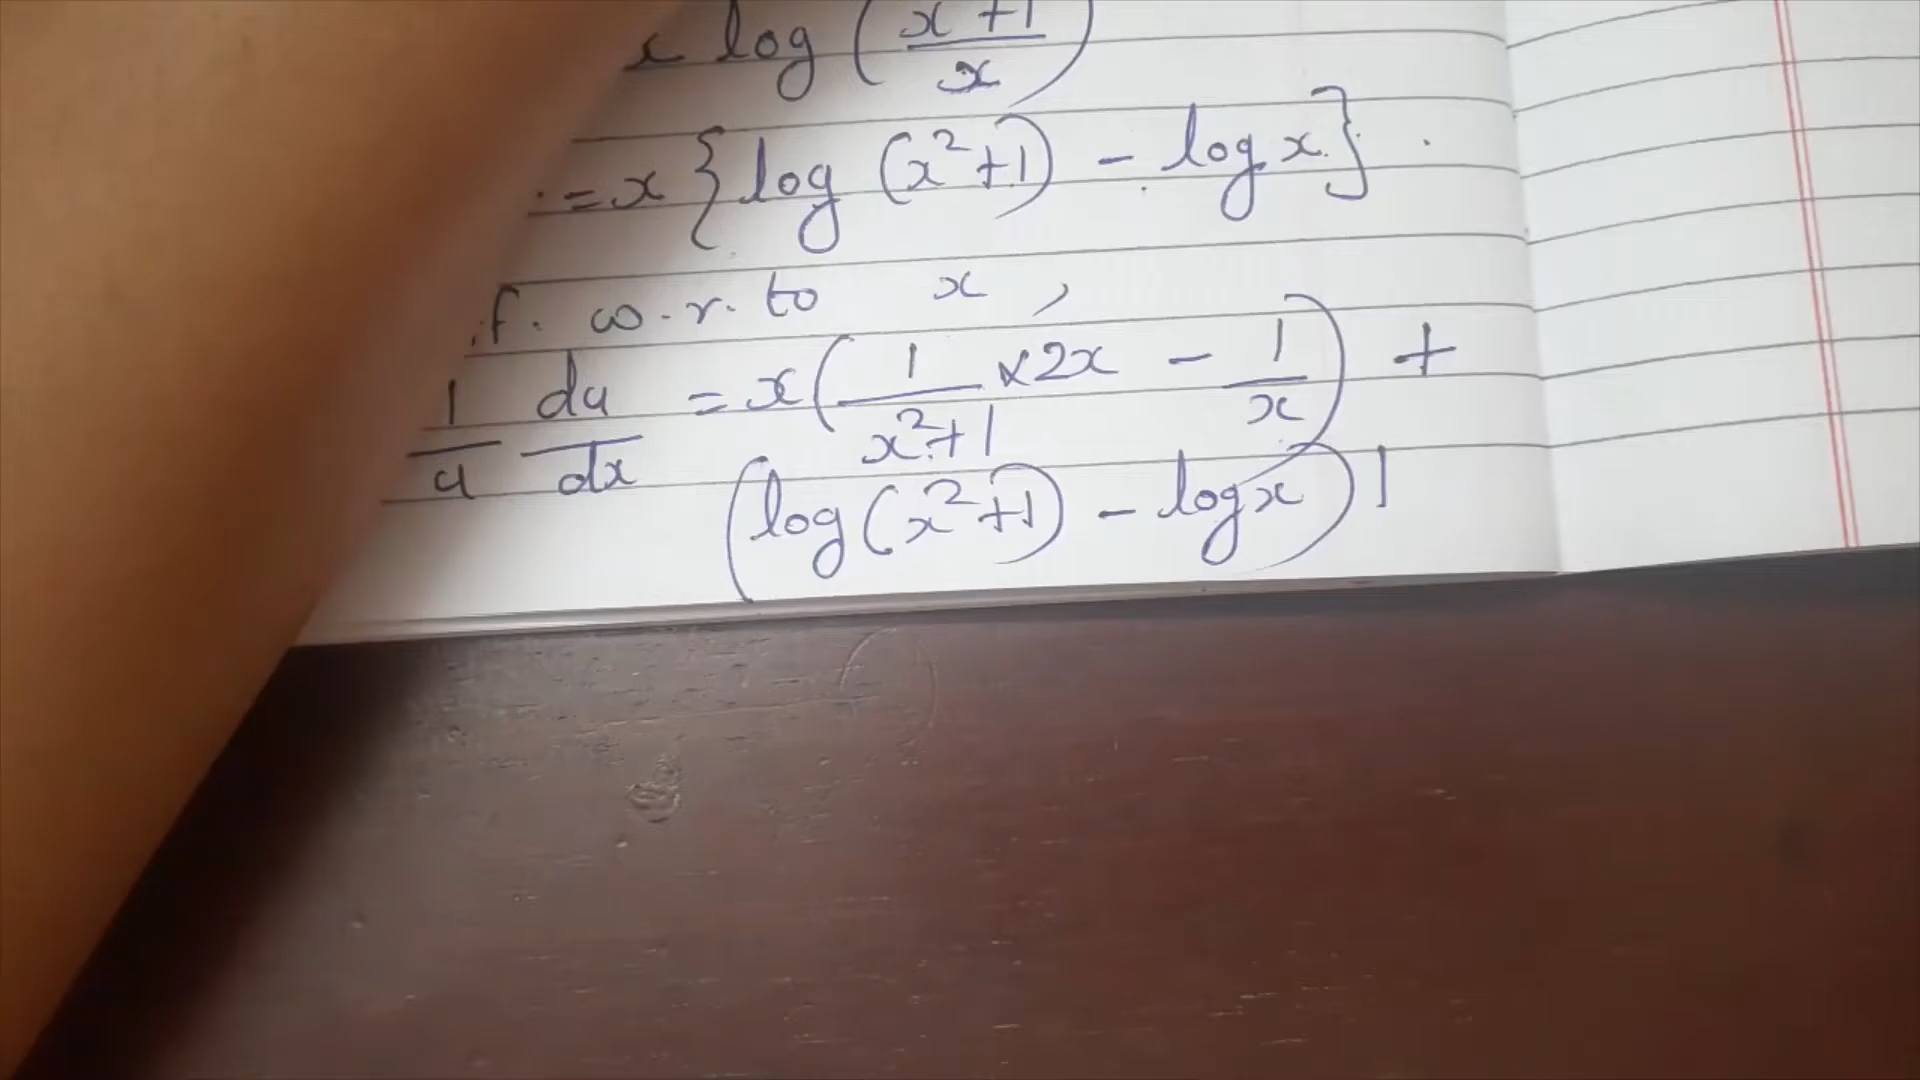 x log (x+1/x)
= x {log (x²+1) - log x}
f. w.r. to x,
1/u du/dx = x(1/x²+1 × 2x - 1/x) +
(log(x²+1) - log x) 1